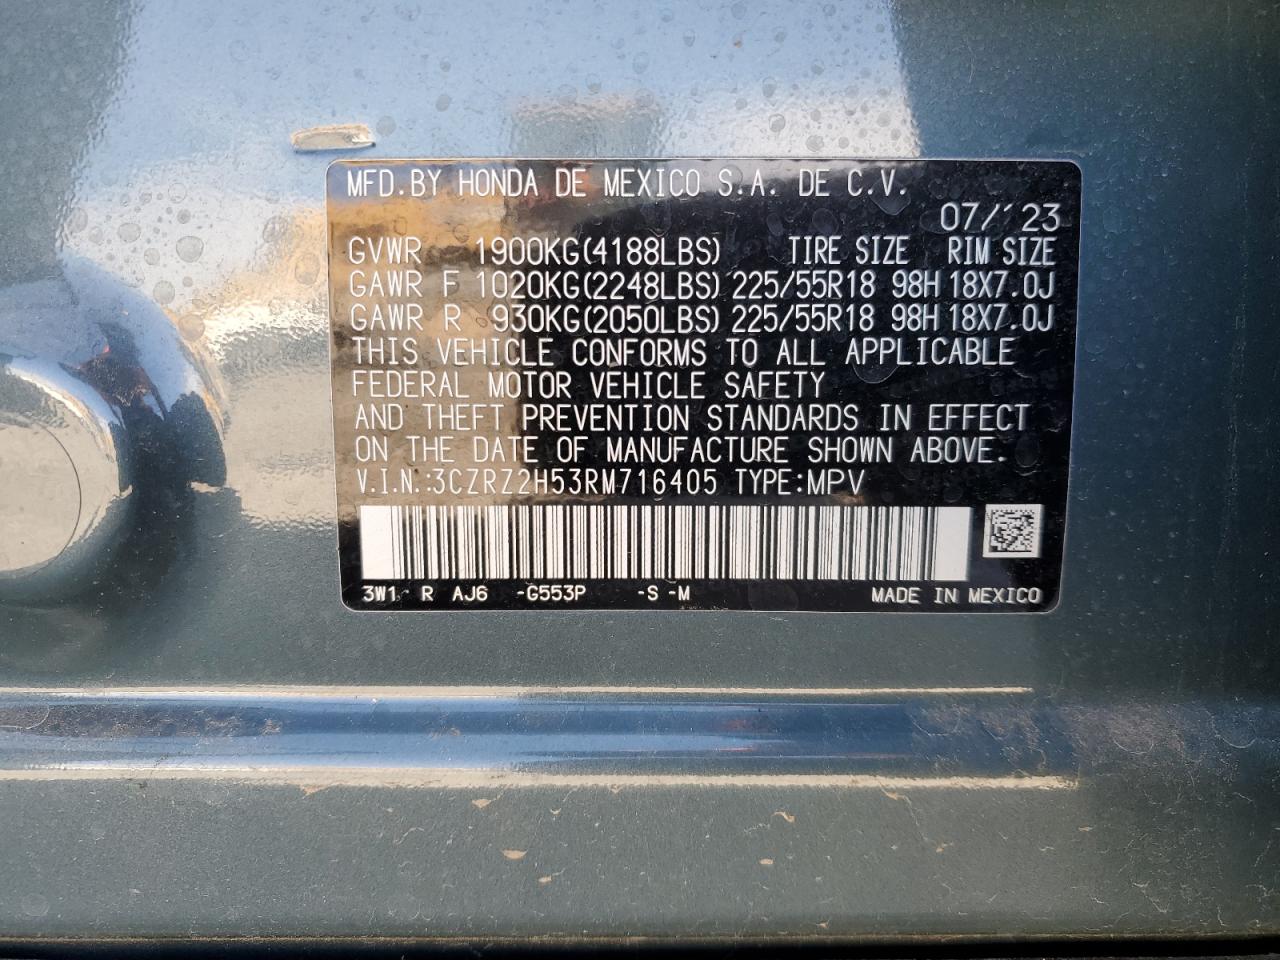 MFD.BY HONDA DE MEXICO S.A. DE C.V.
07/'23
GVWR 1900KG(4188LBS) TIRE SIZE RIM SIZE
GAWR F 1020KG(2248LBS) 225/55R18 98H 18X7.0J
GAWR R 930KG(2050LBS) 225/55R18 98H 18X7.0J
THIS VEHICLE CONFORMS TO ALL APPLICABLE
FEDERAL MOTOR VEHICLE SAFETY
AND THEFT PREVENTION STANDARDS IN EFFECT
ON THE DATE OF MANUFACTURE SHOWN ABOVE.
V.I.N.:3CZRZ2H53RM716405 TYPE:MPV
3W1 R AJ6 -G553P -S -M MADE IN MEXICO